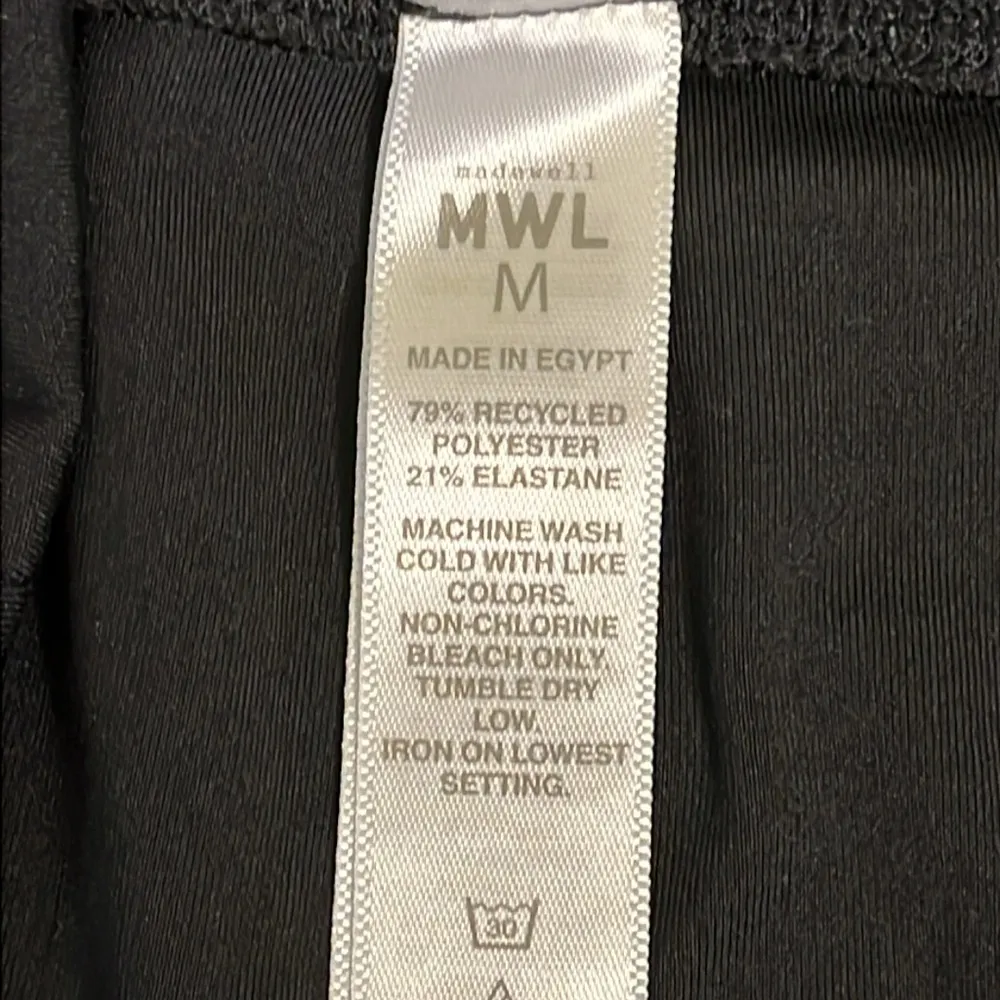 madewell
MWL
M
MADE IN EGYPT
79% RECYCLED
POLYESTER
21% ELASTANE
MACHINE WASH
COLD WITH LIKE
COLORS.
NON-CHLORINE
BLEACH ONLY.
TUMBLE DRY
LOW.
IRON ON LOWEST
SETTING.
30